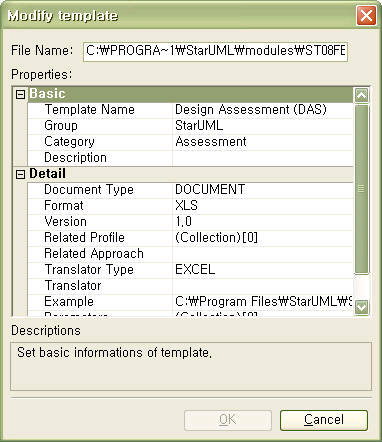 Modify template
File Name: C:₩PROGRA~1₩StarUML₩modules₩ST08FE
Properties:
Basic
Template Name Design Assessment (DAS)
Group StarUML
Category Assessment
Description
Detail
Document Type DOCUMENT
Format XLS
Version 1.0
Related Profile (Collection)[0]
Related Approach
Translator Type EXCEL
Translator
Example C:₩Program Files₩StarUML₩S
Parameters (Collection)[0]
Descriptions
Set basic informations of template.
OK Cancel